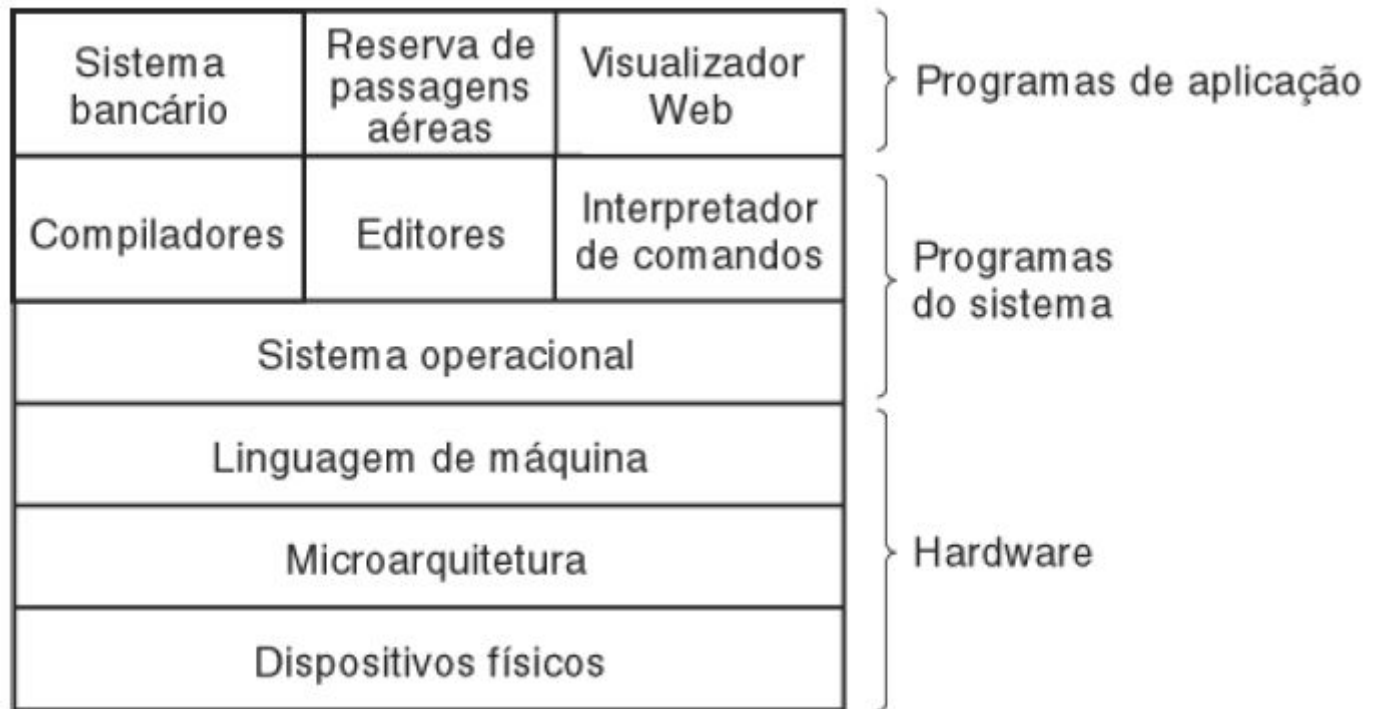 Sistema
bancário
Reserva de
passagens
aéreas
Visualizador
Web
Programas de aplicação
Compiladores
Editores
Interpretador
de comandos
Programas
do sistema
Sistema operacional
Linguagem de máquina
Microarquitetura
Hardware
Dispositivos físicos